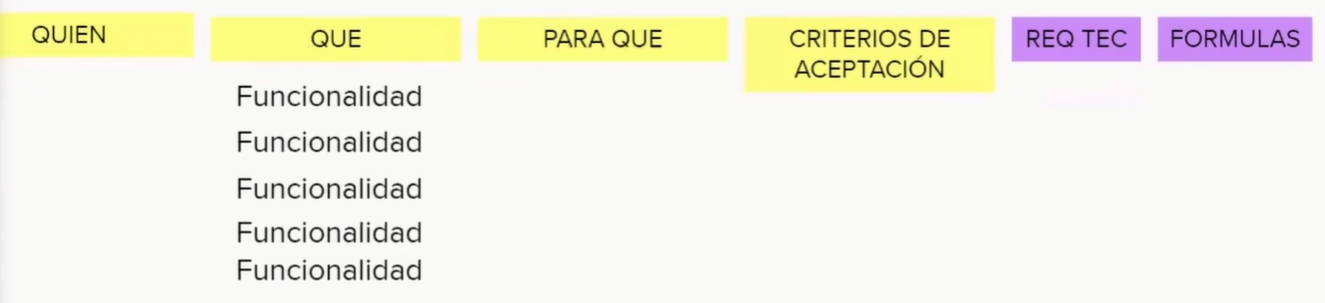 QUIEN
QUE
PARA QUE
CRITERIOS DE
ACEPTACIÓN
REQ TEC
FORMULAS
Funcionalidad
Funcionalidad
Funcionalidad
Funcionalidad
Funcionalidad